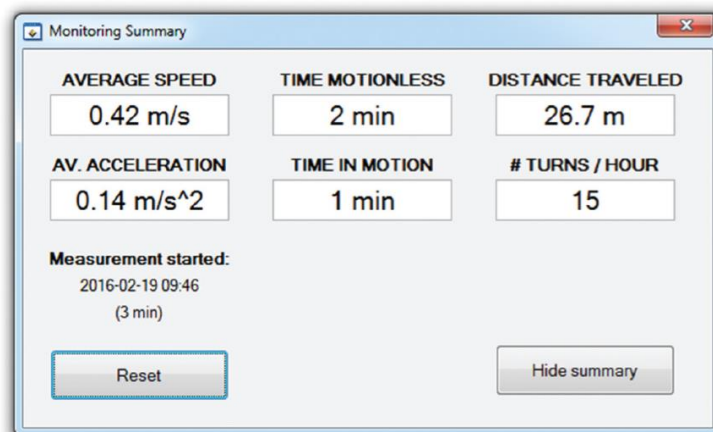 Monitoring Summary
AVERAGE SPEED
0.42 m/s
TIME MOTIONLESS
2 min
DISTANCE TRAVELED
26.7 m
AV. ACCELERATION
0.14 m/s^2
TIME IN MOTION
1 min
# TURNS / HOUR
15
Measurement started:
2016-02-19 09:46
(3 min)
Reset
Hide summary